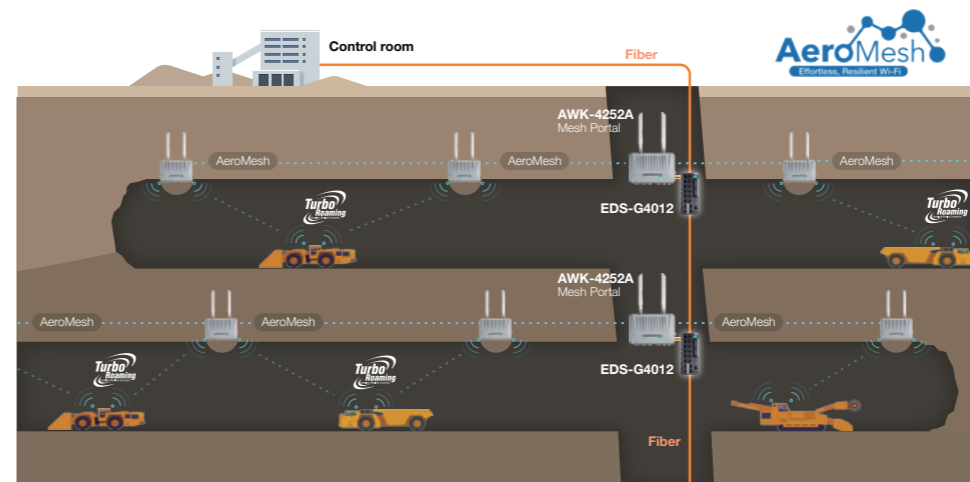 Control room
Fiber
AeroMesh
Effortless, Resilient Wi-Fi
AWK-4252A
Mesh Portal
AeroMesh
AeroMesh
AeroMesh
Turbo
Roaming
EDS-G4012
Turbo
Roaming
AWK-4252A
Mesh Portal
AeroMesh
AeroMesh
AeroMesh
Turbo
Roaming
Turbo
Roaming
EDS-G4012
Fiber